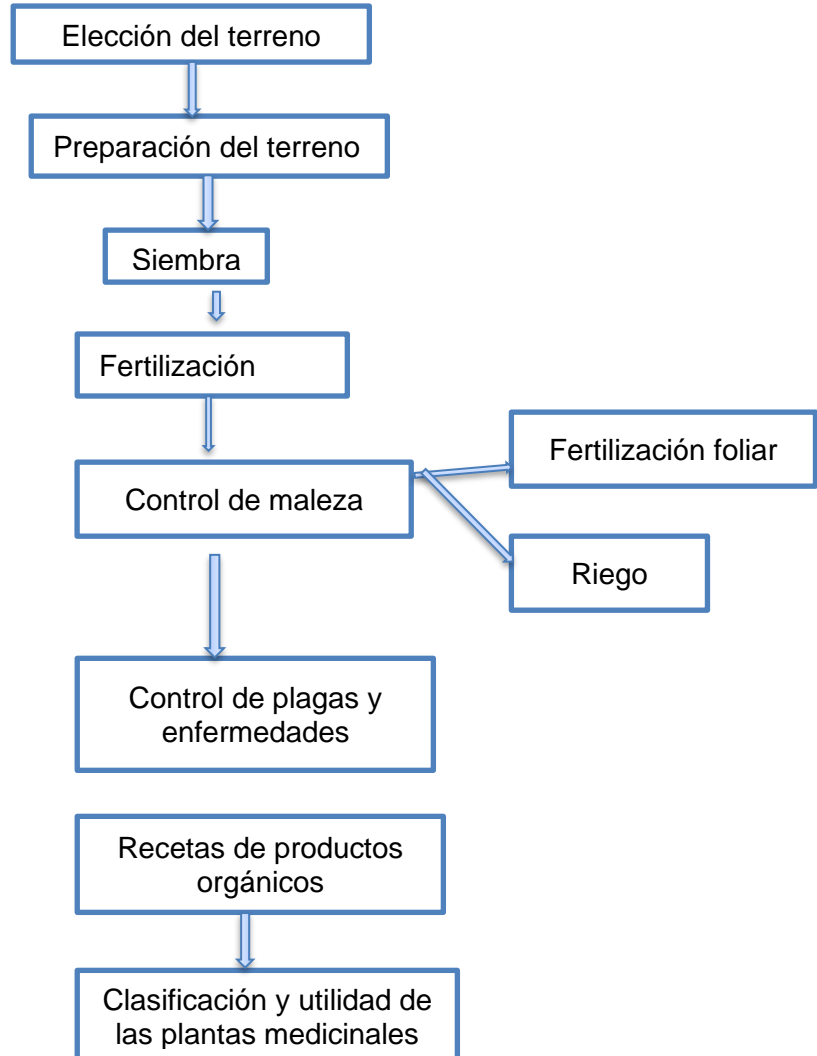 Elección del terreno
Preparación del terreno
Siembra
Fertilización
Control de maleza
Fertilización foliar
Riego
Control de plagas y
enfermedades
Recetas de productos
orgánicos
Clasificación y utilidad de
las plantas medicinales